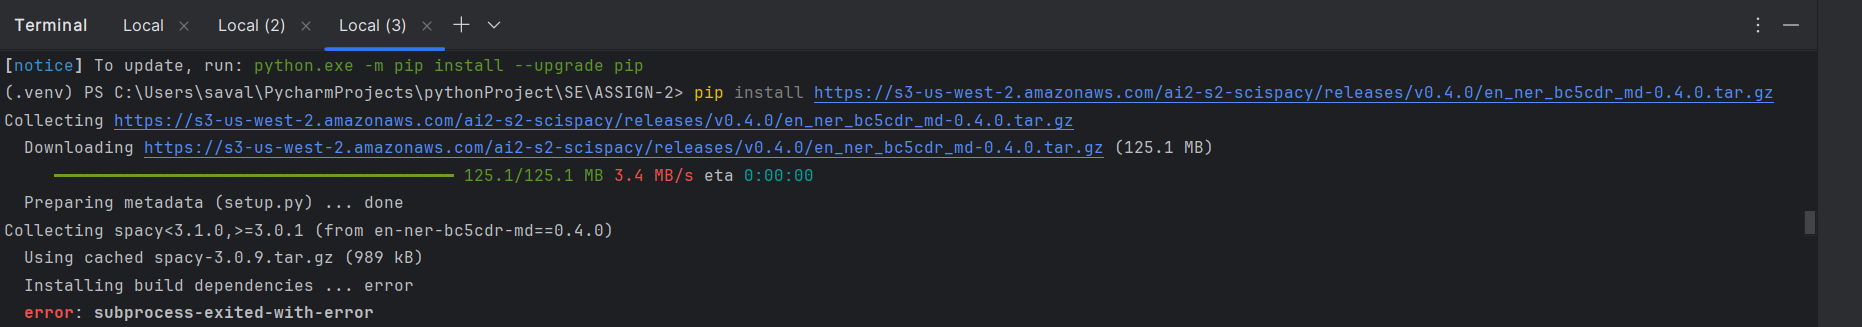 Terminal Local × Local (2) × Local (3) ×
[notice] To update, run: python.exe -m pip install --upgrade pip
(.venv) PS C:\Users\saval\PycharmProjects\pythonProject\SE\ASSIGN-2> pip install https://s3-us-west-2.amazonaws.com/ai2-s2-scispacy/releases/v0.4.0/en_ner_bc5cdr_md-0.4.0.tar.gz
Collecting https://s3-us-west-2.amazonaws.com/ai2-s2-scispacy/releases/v0.4.0/en_ner_bc5cdr_md-0.4.0.tar.gz
Downloading https://s3-us-west-2.amazonaws.com/ai2-s2-scispacy/releases/v0.4.0/en_ner_bc5cdr_md-0.4.0.tar.gz (125.1 MB)
125.1/125.1 MB 3.4 MB/s eta 0:00:00
Preparing metadata (setup.py) ... done
Collecting spacy<3.1.0,>=3.0.1 (from en-ner-bc5cdr-md==0.4.0)
Using cached spacy-3.0.9.tar.gz (989 kB)
Installing build dependencies ... error
error: subprocess-exited-with-error